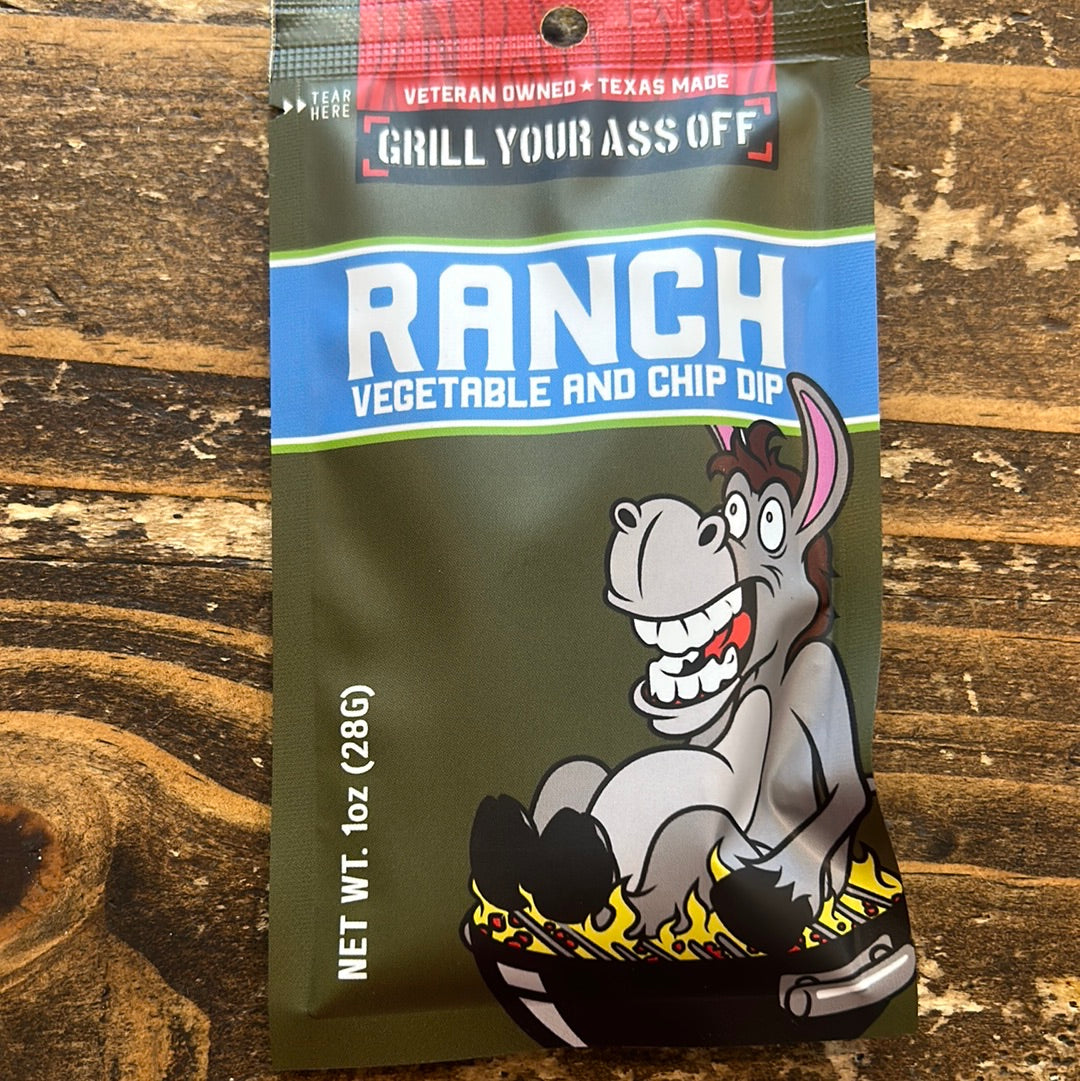 VETERAN OWNED ★ TEXAS MADE
TEAR
HERE
GRILL YOUR ASS OFF
RANCH
VEGETABLE AND CHIP DIP
NET WT. 1oz (28G)